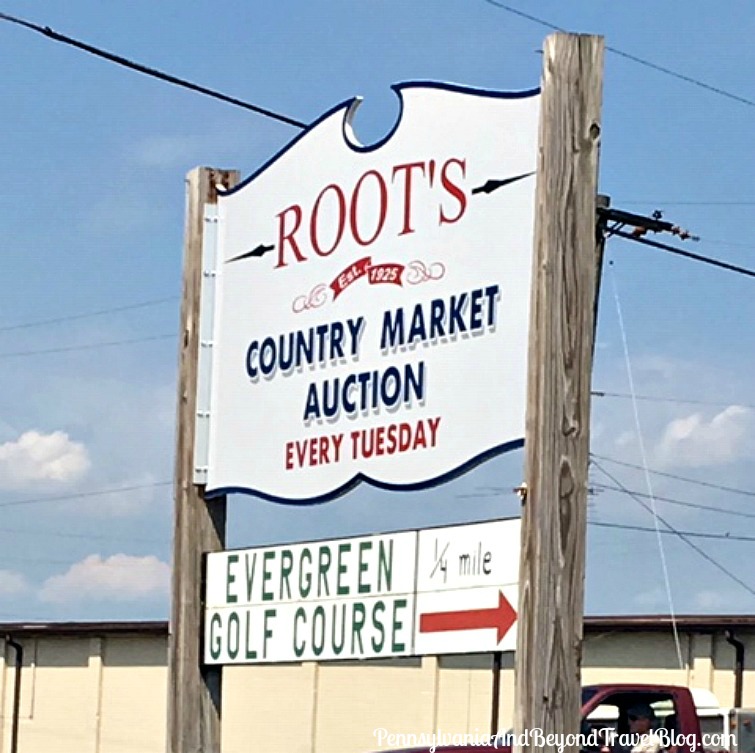 ROOT'S
Est. 1925
COUNTRY MARKET
AUCTION
EVERY TUESDAY
EVERGREEN
GOLF COURSE
1/4 mile
PennsylvaniaAndBeyondTravelBlog.com